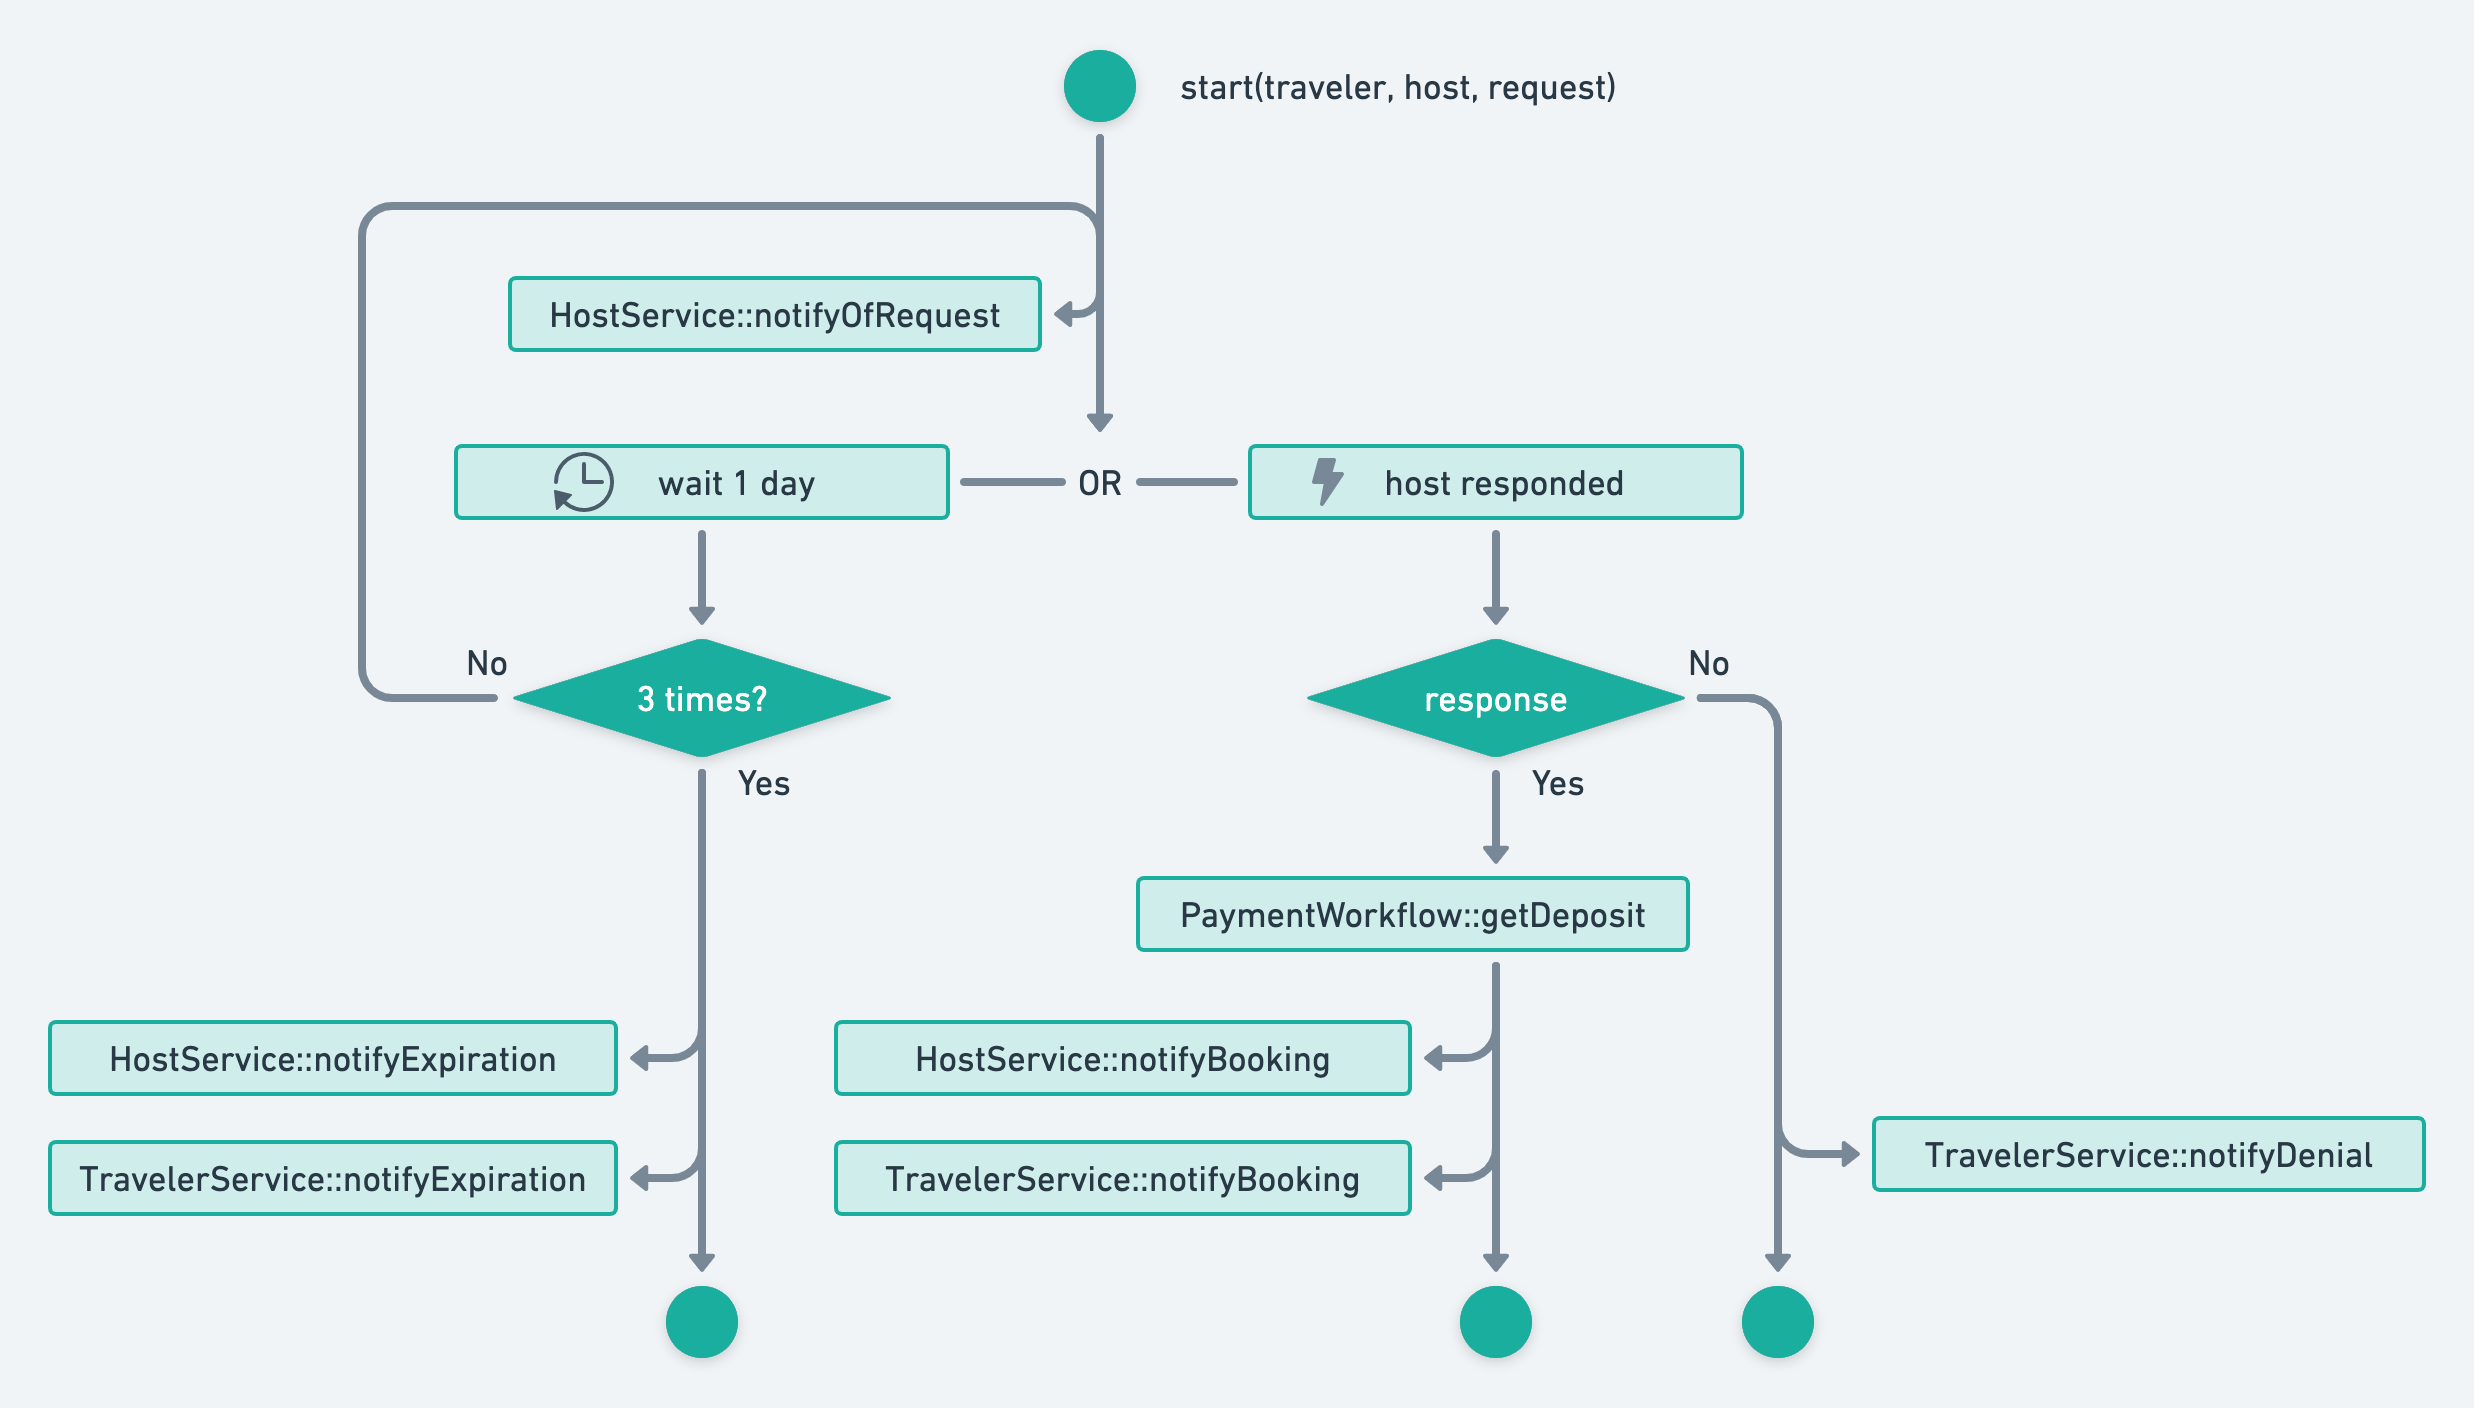 start(traveler, host, request)
HostService::notifyOfRequest
wait 1 day
OR
host responded
No
3 times?
Yes
response
No
Yes
PaymentWorkflow::getDeposit
HostService::notifyExpiration
HostService::notifyBooking
TravelerService::notifyExpiration
TravelerService::notifyBooking
TravelerService::notifyDenial